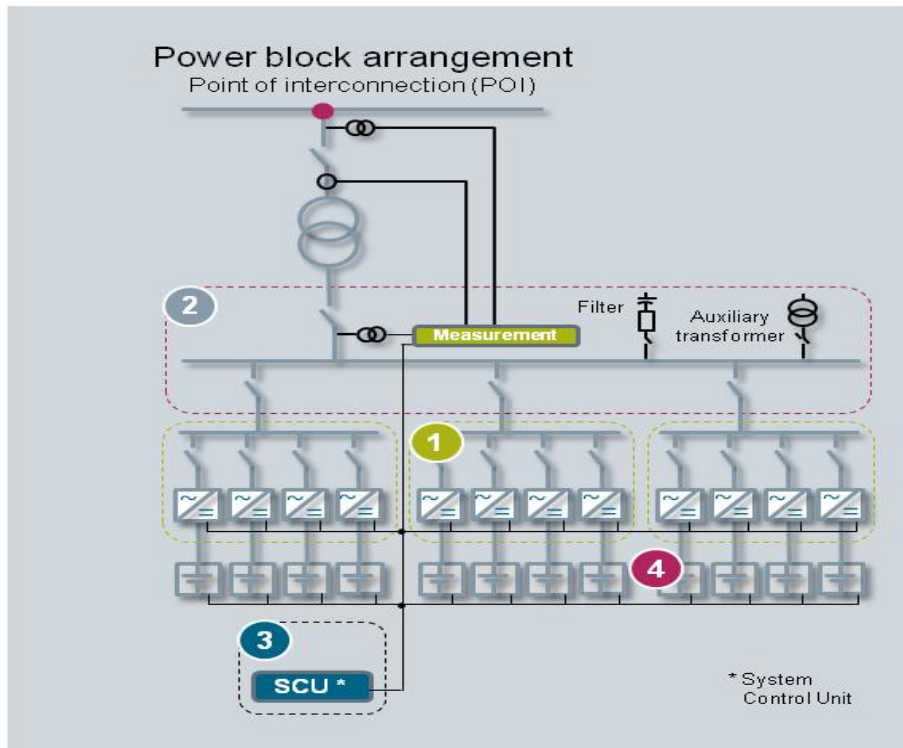 Power block arrangement
Point of interconnection (POI)
2
Filter
Auxiliary
transformer
Measurement
1
4
3
SCU *
* System
Control Unit